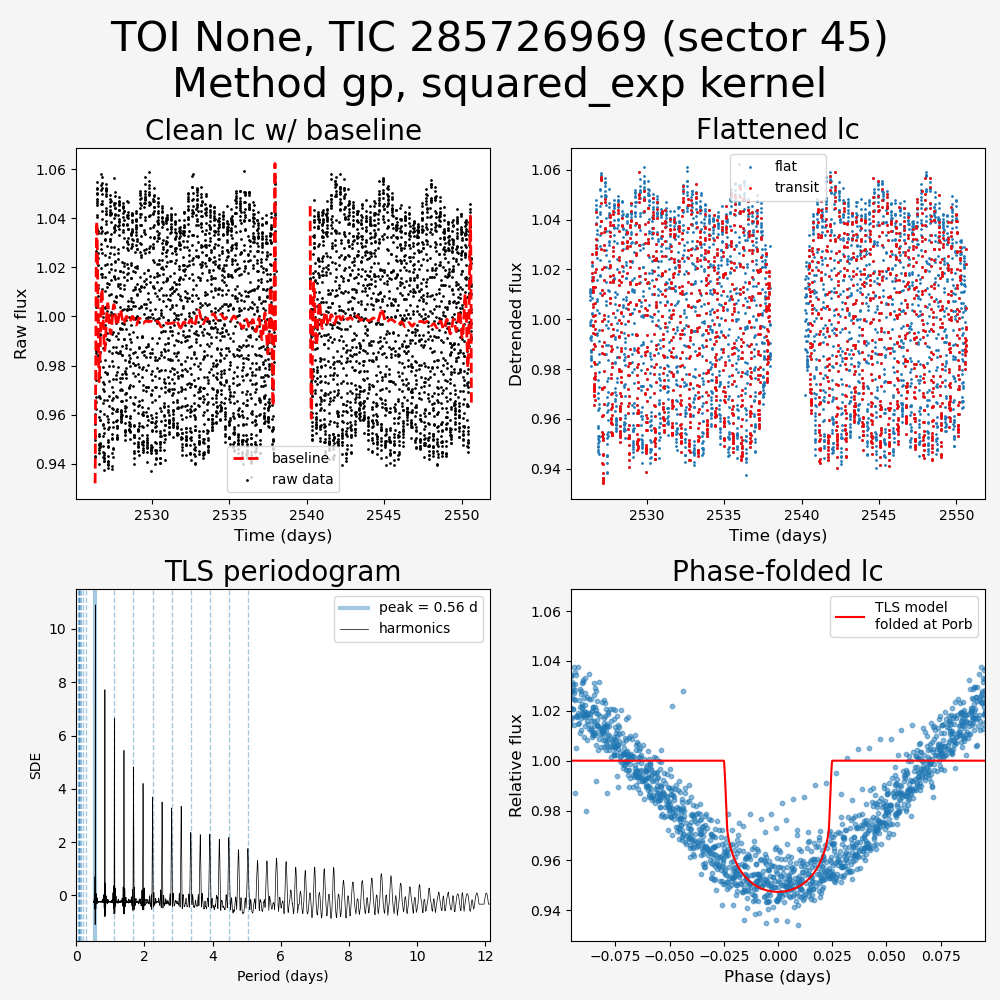 TOI None, TIC 285726969 (sector 45)
Method gp, squared_exp kernel
Clean lc w/ baseline
1.06
1.04
1.02
1.00
0.98
0.96
0.94
Raw flux
baseline
raw data
2530
2535
2540
2545
2550
Time (days)
Flattened lc
1.06
1.04
1.02
1.00
0.98
0.96
0.94
Detrended flux
flat
transit
2530
2535
2540
2545
2550
Time (days)
TLS periodogram
10
8
6
4
2
0
SDE
peak = 0.56 d
harmonics
0
2
4
6
8
10
12
Period (days)
Phase-folded lc
1.06
1.04
1.02
1.00
0.98
0.96
0.94
Relative flux
TLS model
folded at Porb
−0.075
−0.050
−0.025
0.000
0.025
0.050
0.075
Phase (days)